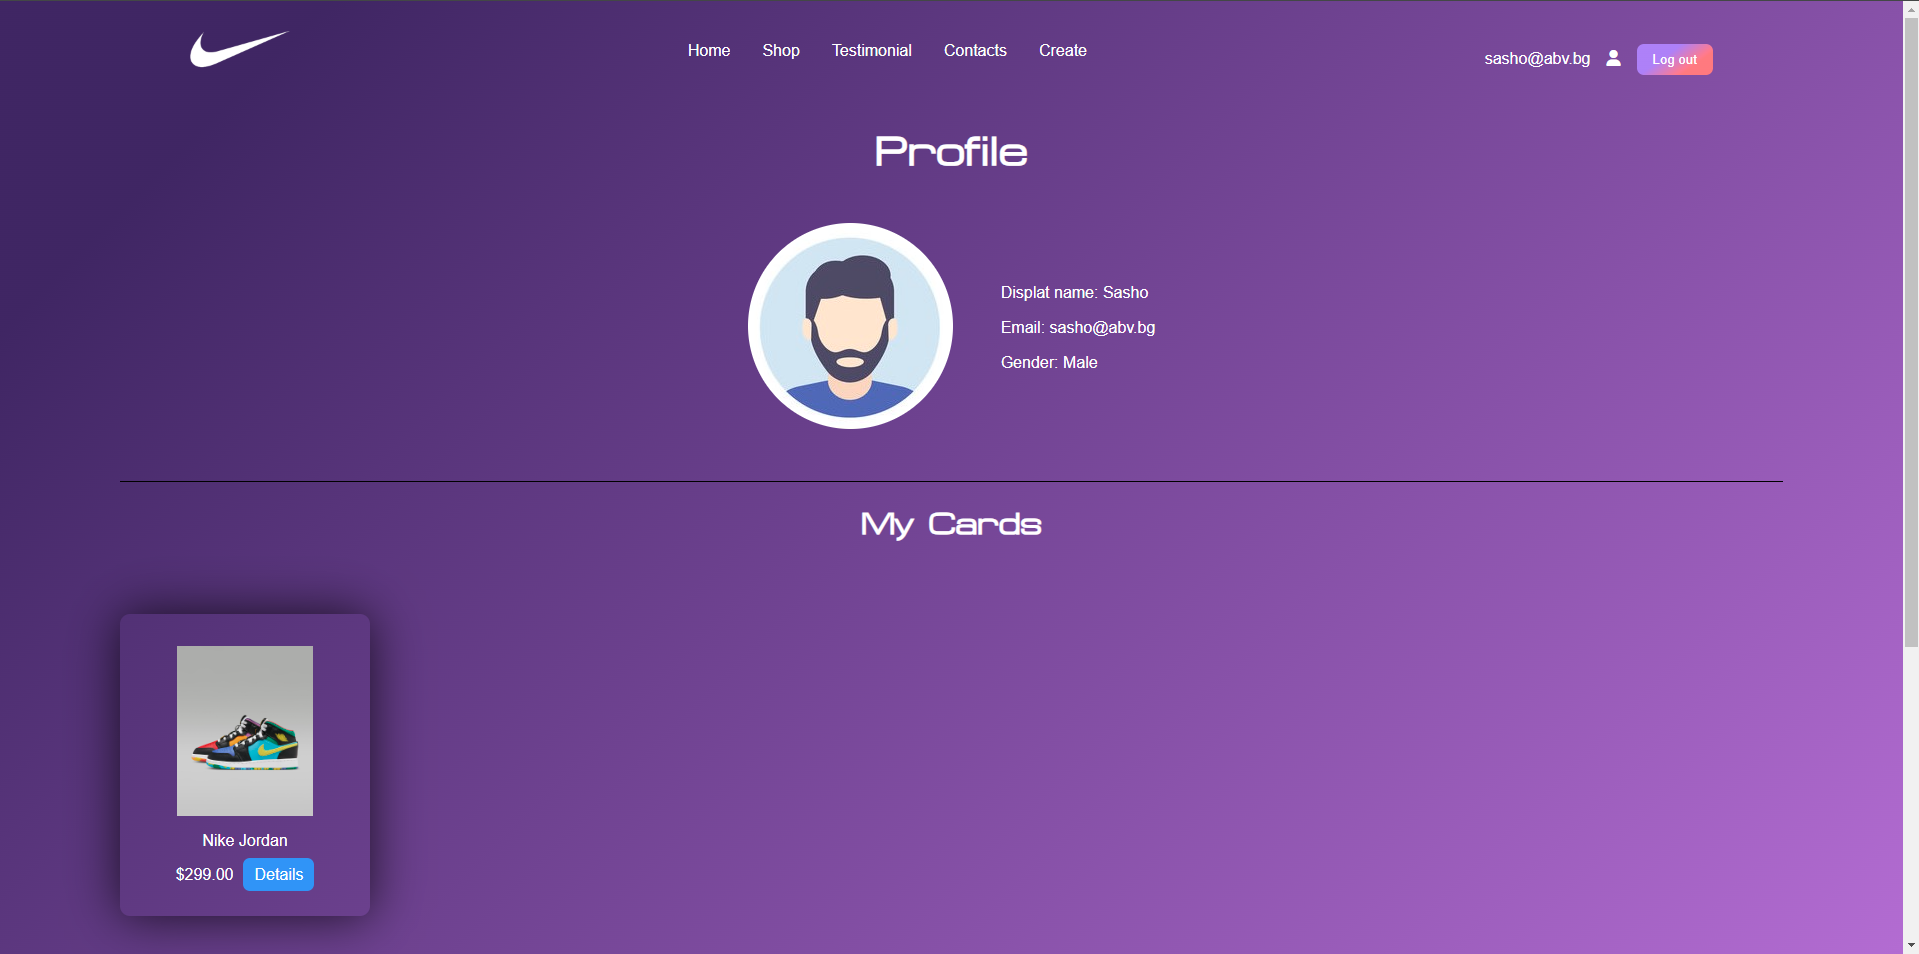 Home Shop Testimonial Contacts Create sasho@abv.bg Log out
Profile
Displat name: Sasho
Email: sasho@abv.bg
Gender: Male
My Cards
Nike Jordan
$299.00 Details